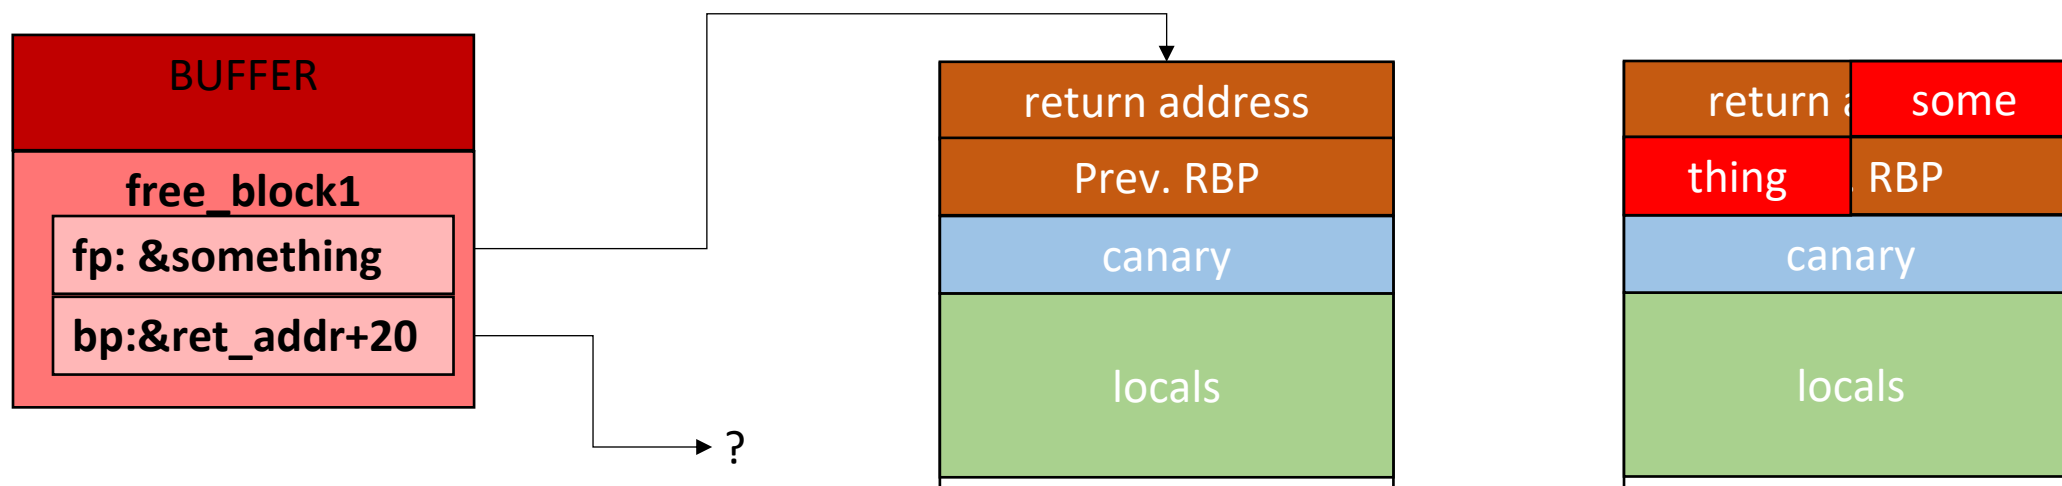 BUFFER
free_block1
fp: &something
bp:&ret_addr+20
?
return address
Prev. RBP
canary
locals
return a some
thing . RBP
canary
locals